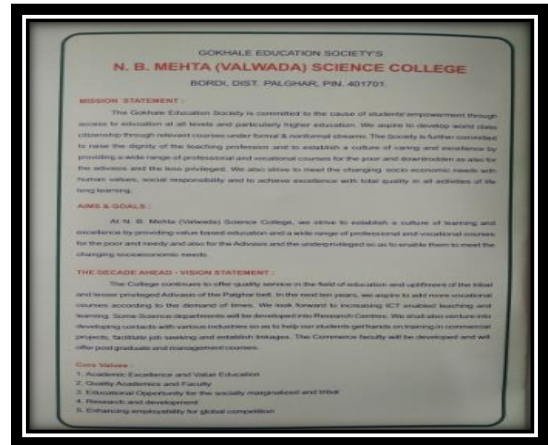 GOKHALE EDUCATION SOCIETY'S
N. B. MEHTA (VALWADA) SCIENCE COLLEGE
BORDI, DIST. PALGHAR, PIN. 401701.
MISSION STATEMENT :
The Gokhale Education Society is committed to the cause of students'empowerment through
access to education at all levels and particularly higher education. We aspire to develop world class
citizenship through relevant courses under formal & nonformal streams. The Society is further committed
to raise the dignity of the teaching profession and to establish a culture of caring and excellence by
providing a wide range of professional and vocational courses for the poor and downtrodden as also for
the adivasis and the less privileged. We also strive to meet the changing socio economic needs with
human values, social responsibility and to achieve excellence with total quality in all activities of life
long learning.
AIMS & GOALS :
At N. B. Mehta (Valwada) Science College, we strive to establish a culture of learning and
excellence by providing value based education and a wide range of professional and vocational courses
for the poor and needy and also for the Adivasis and the underprivileged so as to enable them to meet the
changing socioeconomic needs.
THE DECADE AHEAD - VISION STATEMENT :
The College continues to offer quality service in the field of education and upliftment of the tribal
and lesser privileged Adivasis of the Palghar belt. In the next ten years, we aspire to add more vocational
courses according to the demand of times. We look forward to increasing ICT enabled teaching and
learning. Some Science departments will be developed into Research Centres. We shall also venture into
developing contacts with various industries so as to help our students get hands on training in commercial
projects, facilitate job seeking and establish linkages. The Commerce faculty will be developed and will
offer post graduate and management courses.
Core Values :
1. Academic Excellence and Value Education
2. Quality Academics and Faculty
3. Educational Opportunity for the socially marginalized and tribal
4. Research and development
5. Enhancing employability for global competition